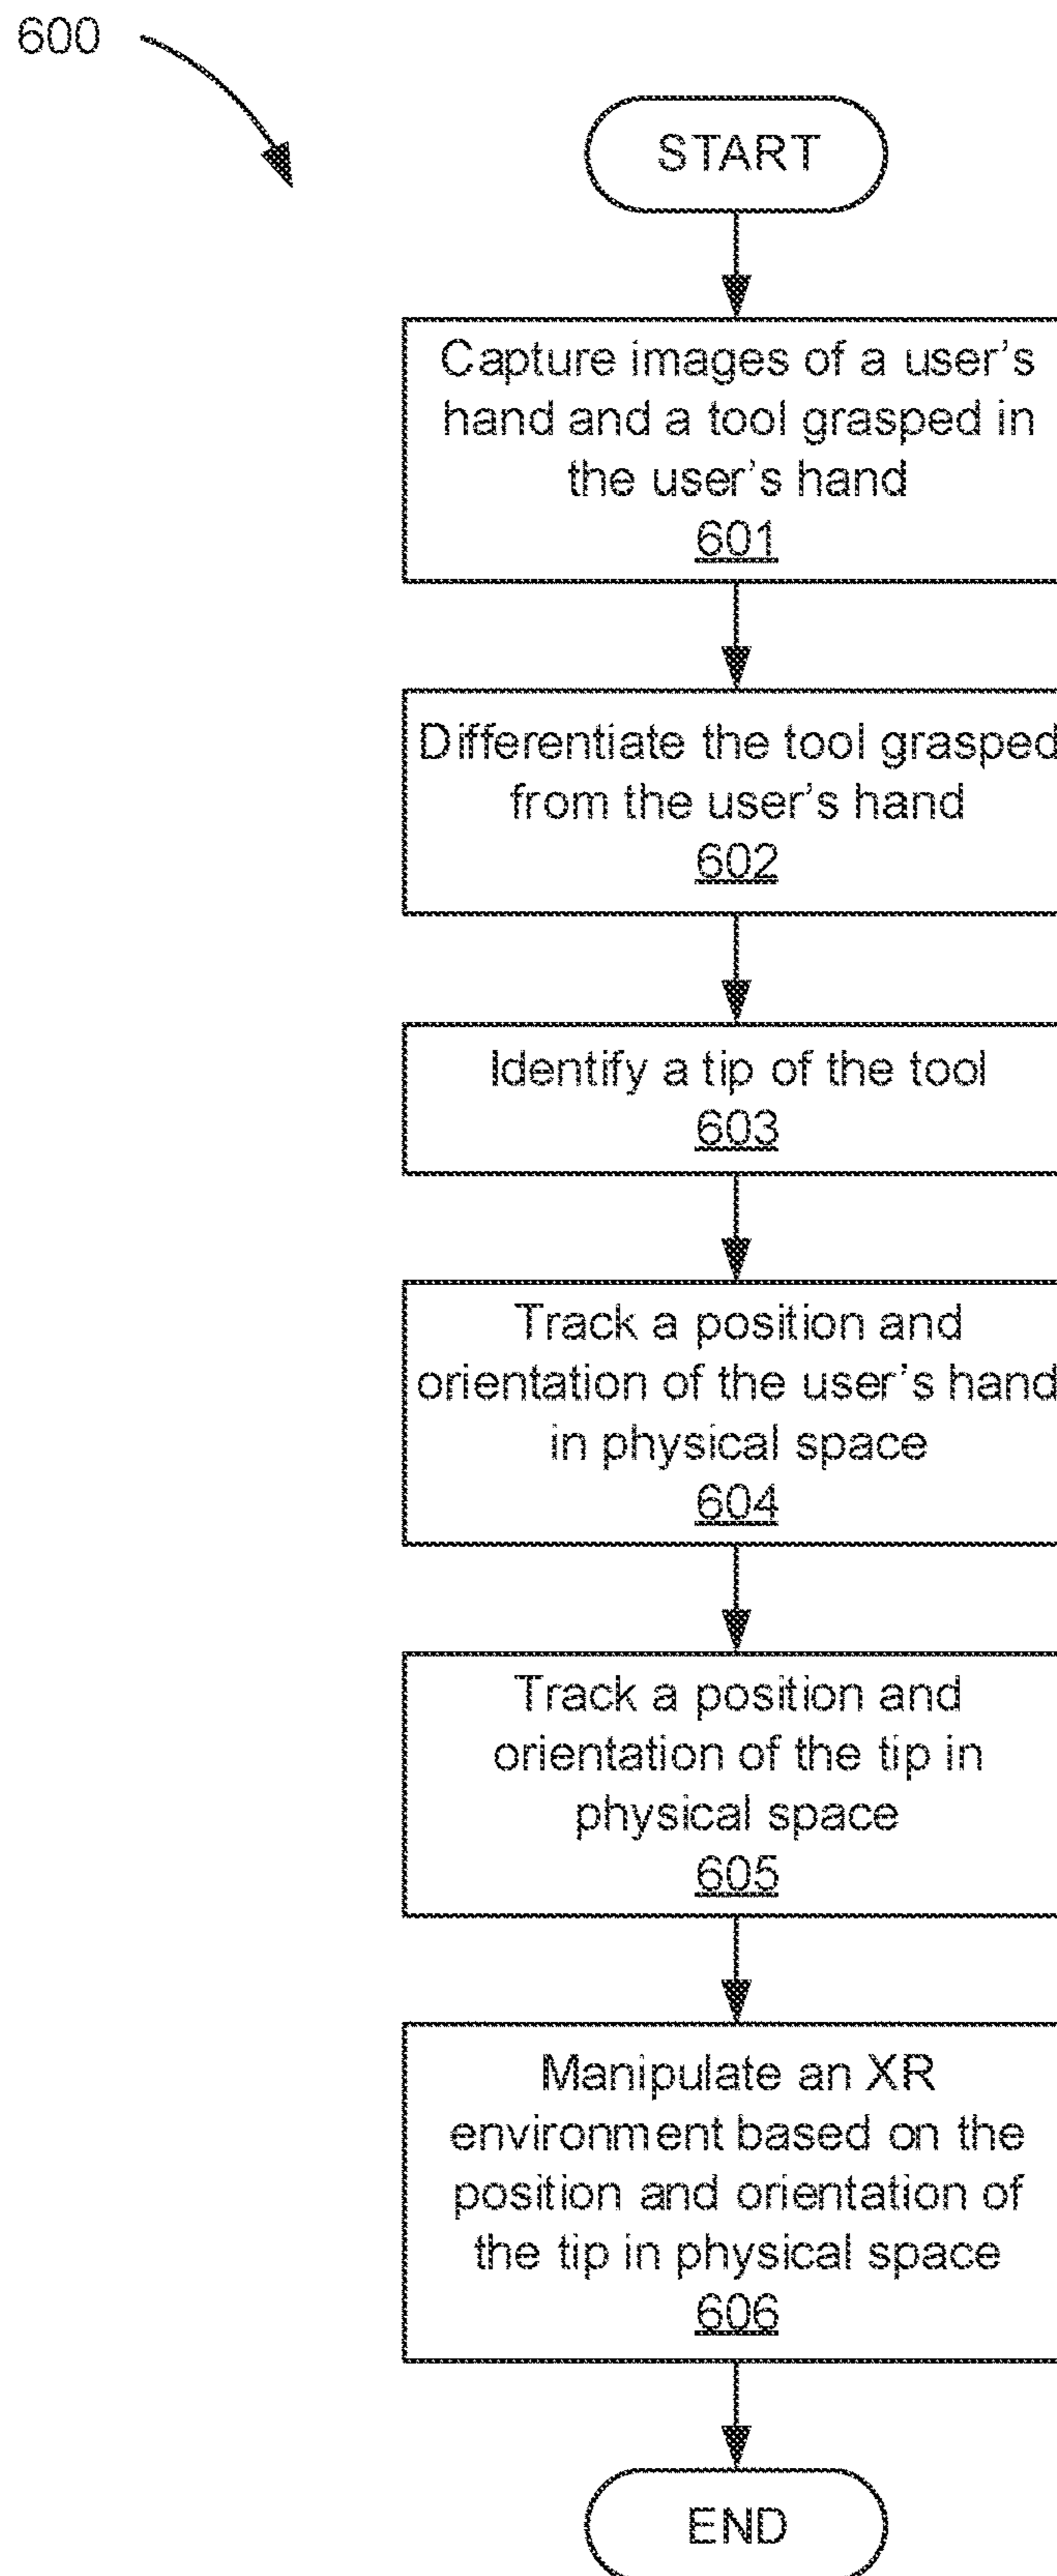 600
START
Capture images of a user's
hand and a tool grasped in
the user's hand
601
Differentiate the tool grasped
from the user's hand
602
Identify a tip of the tool
603
Track a position and
orientation of the user's hand
in physical space
604
Track a position and
orientation of the tip in
physical space
605
Manipulate an XR
environment based on the
position and orientation of
the tip in physical space
606
END